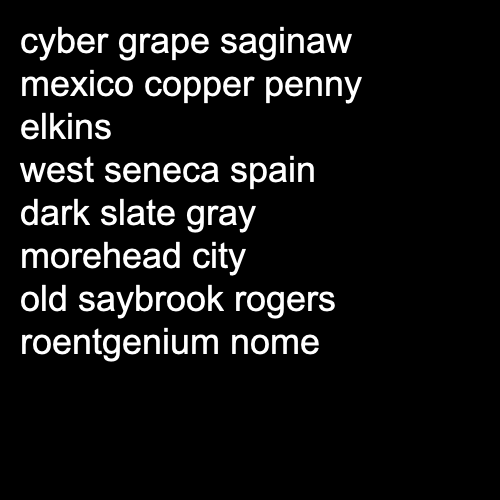 cyber grape saginaw
mexico copper penny
elkins
west seneca spain
dark slate gray
morehead city
old saybrook rogers
roentgenium nome